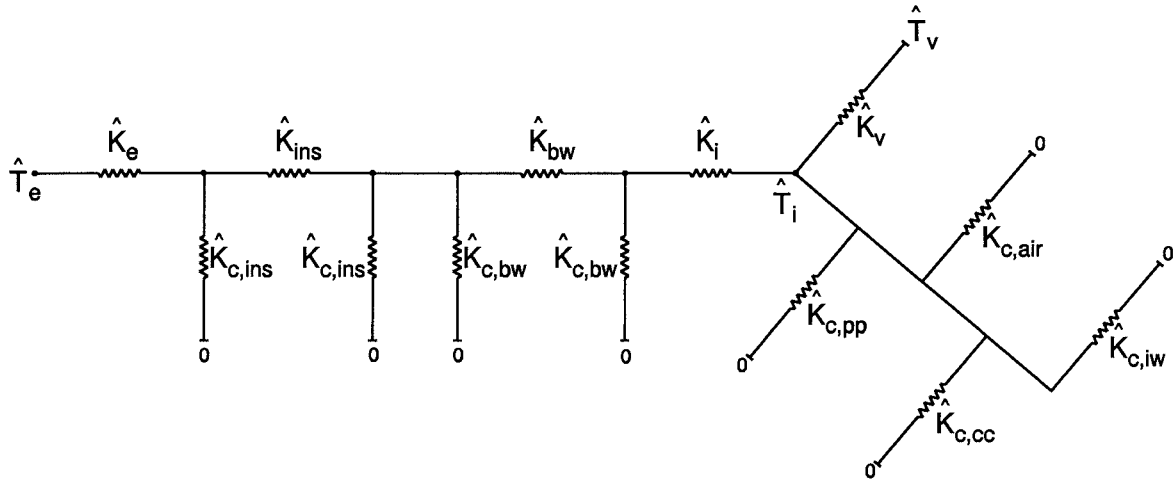 T̂v
K̂e
K̂ins
K̂bw
K̂i
K̂v
T̂e
T̂i
0
K̂c,ins
K̂c,ins
K̂c,bw
K̂c,bw
K̂c,air
0
K̂c,pp
0
0
0
0
K̂c,iw
0
K̂c,cc
0